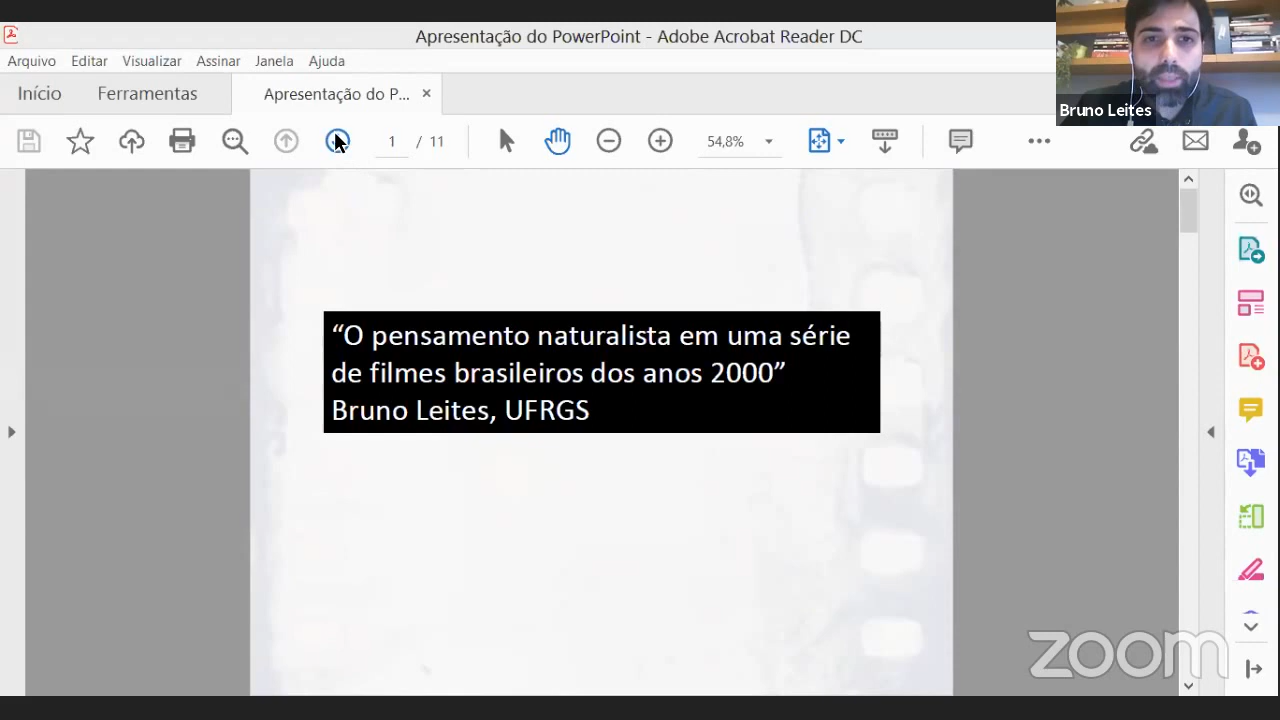 Apresentação do PowerPoint - Adobe Acrobat Reader DC
Arquivo Editar Visualizar Assinar Janela Ajuda
Início Ferramentas Apresentação do P... ×
Bruno Leites
1 / 11 54,8%
“O pensamento naturalista em uma série
de filmes brasileiros dos anos 2000”
Bruno Leites, UFRGS
zoom